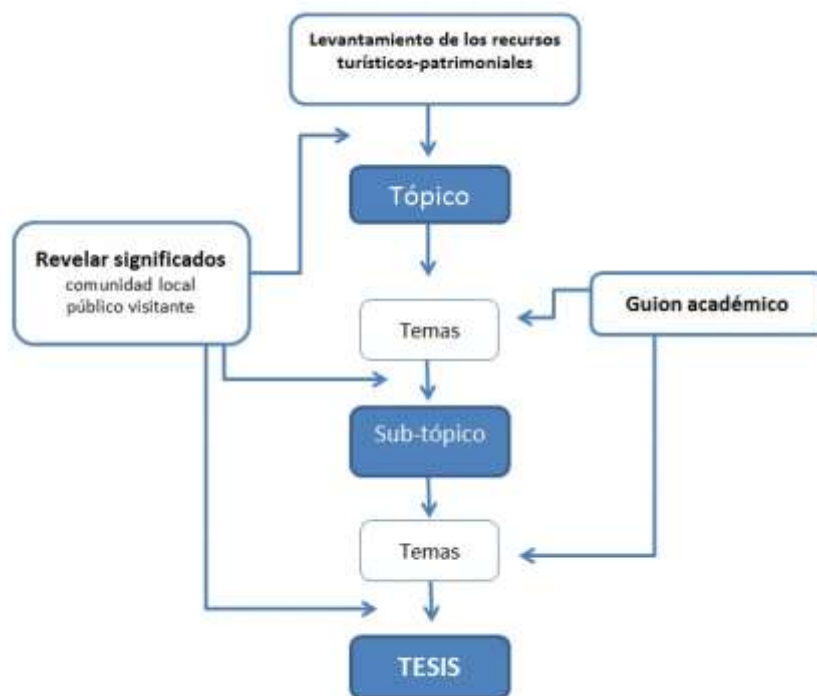 Levantamiento de los recursos
turísticos-patrimoniales
Tópico
Revelar significados
comunidad local
público visitante
Guion académico
Temas
Sub-tópico
Temas
TESIS